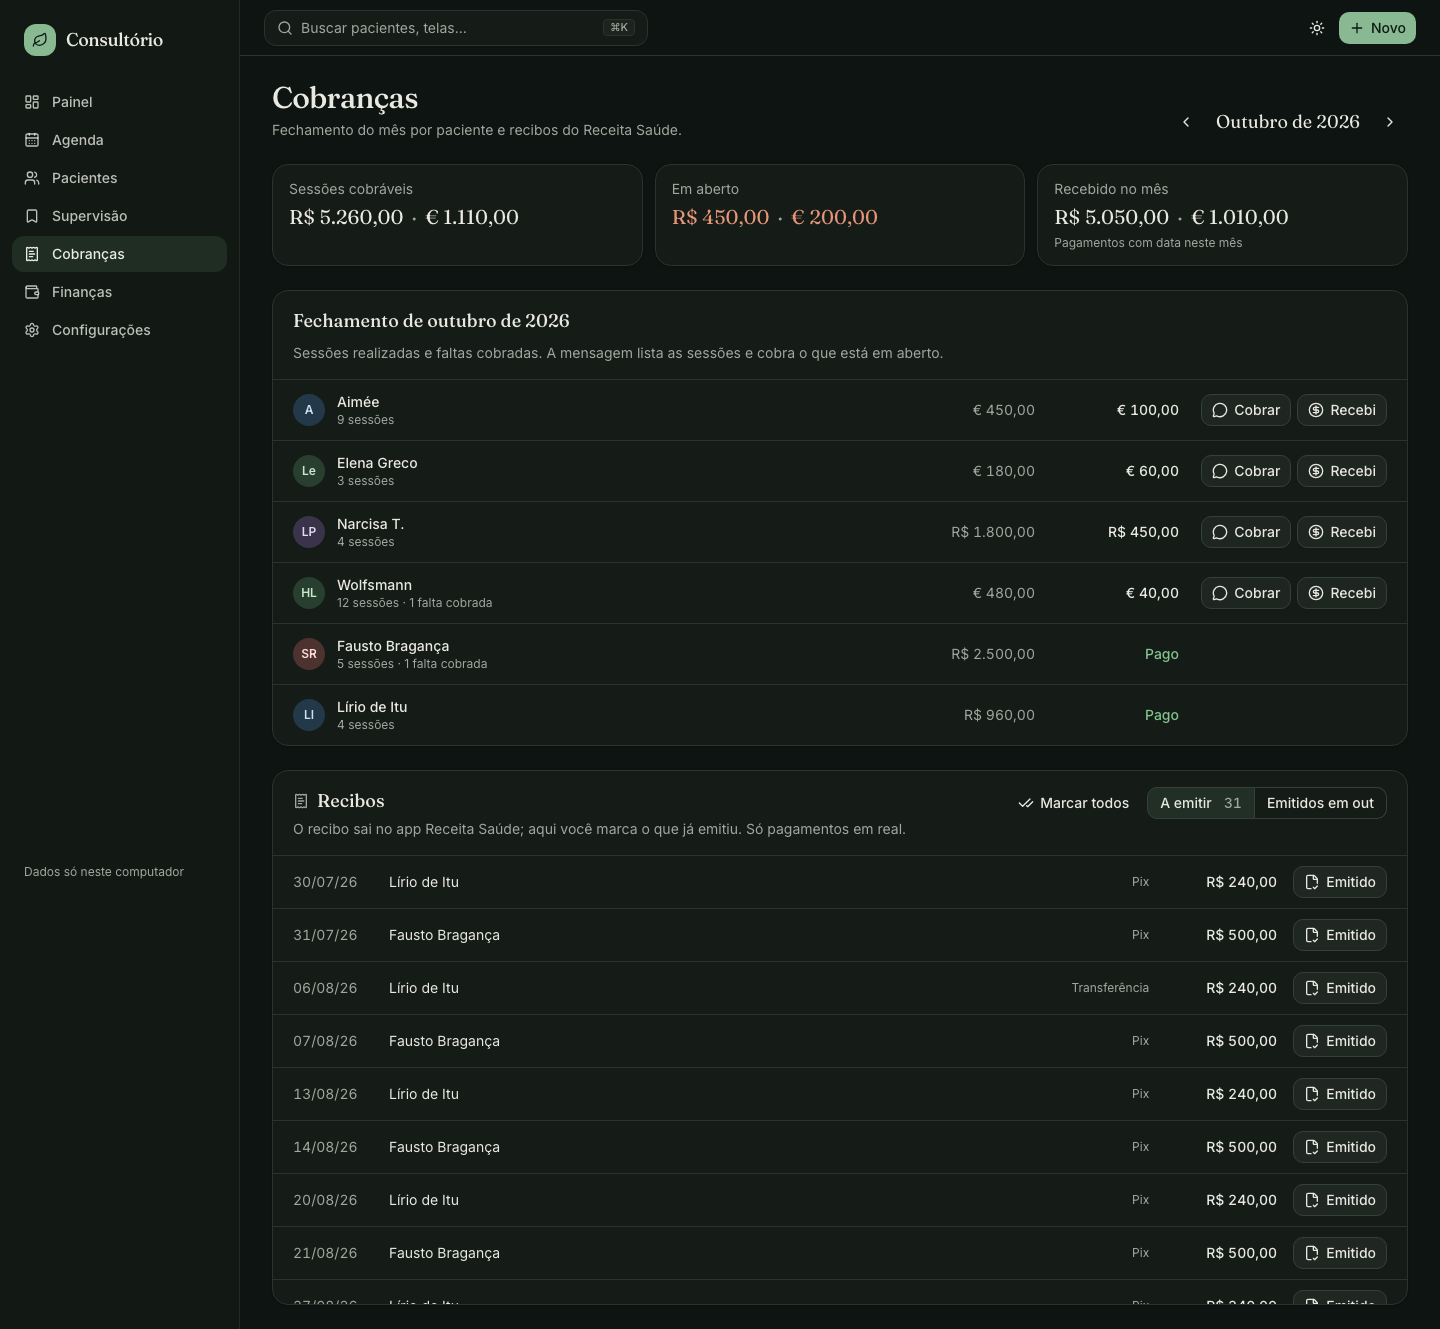 Consultório
Buscar pacientes, telas...
⌘K
Novo
Painel
Agenda
Pacientes
Supervisão
Cobranças
Finanças
Configurações
Dados só neste computador
Cobranças
Fechamento do mês por paciente e recibos do Receita Saúde.
Outubro de 2026
Sessões cobráveis
R$ 5.260,00 · € 1.110,00
Em aberto
R$ 450,00 · € 200,00
Recebido no mês
R$ 5.050,00 · € 1.010,00
Pagamentos com data neste mês
Fechamento de outubro de 2026
Sessões realizadas e faltas cobradas. A mensagem lista as sessões e cobra o que está em aberto.
A Aimée € 450,00 € 100,00 Cobrar Recebi
9 sessões
Le Elena Greco € 180,00 € 60,00 Cobrar Recebi
3 sessões
LP Narcisa T. R$ 1.800,00 R$ 450,00 Cobrar Recebi
4 sessões
HL Wolfsmann € 480,00 € 40,00 Cobrar Recebi
12 sessões · 1 falta cobrada
SR Fausto Bragança R$ 2.500,00 Pago
5 sessões · 1 falta cobrada
LI Lírio de Itu R$ 960,00 Pago
4 sessões
Recibos
Marcar todos A emitir 31 Emitidos em out
O recibo sai no app Receita Saúde; aqui você marca o que já emitiu. Só pagamentos em real.
30/07/26 Lírio de Itu Pix R$ 240,00 Emitido
31/07/26 Fausto Bragança Pix R$ 500,00 Emitido
06/08/26 Lírio de Itu Transferência R$ 240,00 Emitido
07/08/26 Fausto Bragança Pix R$ 500,00 Emitido
13/08/26 Lírio de Itu Pix R$ 240,00 Emitido
14/08/26 Fausto Bragança Pix R$ 500,00 Emitido
20/08/26 Lírio de Itu Pix R$ 240,00 Emitido
21/08/26 Fausto Bragança Pix R$ 500,00 Emitido
27/08/26 Lírio de Itu Pix R$ 240,00 Emitido